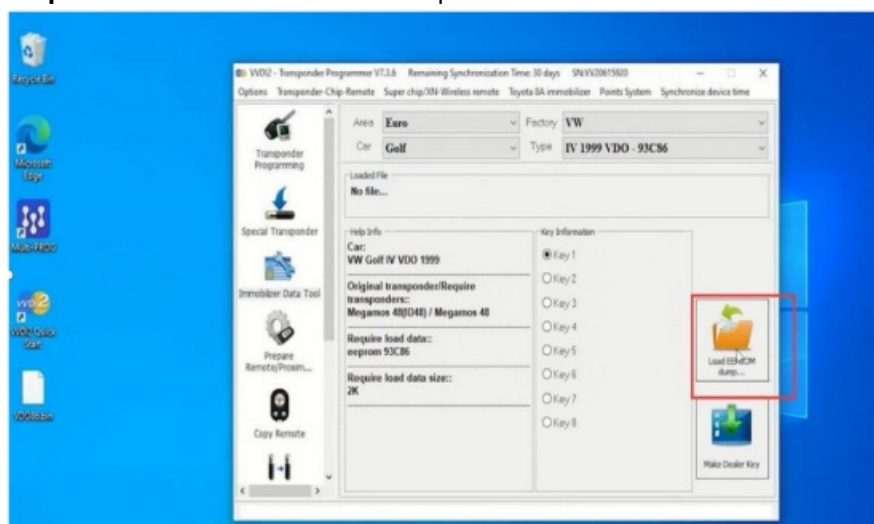 Recycle Bin
Microsoft
Edge
Multi-PROG
VVDI2 Quick
Start
VVDI2 - Transponder Programmer V7.3.6 Remaining Synchronization Time: 30 days
Options Transponder-Chip-Remote Super chip/XN-Wireless remote Toyota 8A immobilizer Points System Synchronize device time
Transponder
Programming
Special Transponder
Immobilizer Data Tool
Prepare
Remote/Proxim...
Copy Remote
Area Euro Factory VW
Car Golf Type IV 1999 VDO - 93C86
Loaded File
No file...
Help Info
Car:
VW Golf IV VDO 1999
Original transponder/Require
transponders::
Megamos 48(ID48) / Megamos 48
Require load data::
eeprom 93C86
Require load data size::
2K
Key Information
Key 1
Key 2
Key 3
Key 4
Key 5
Key 6
Key 7
Key 8
Load EEPROM
dump...
Make Dealer Key